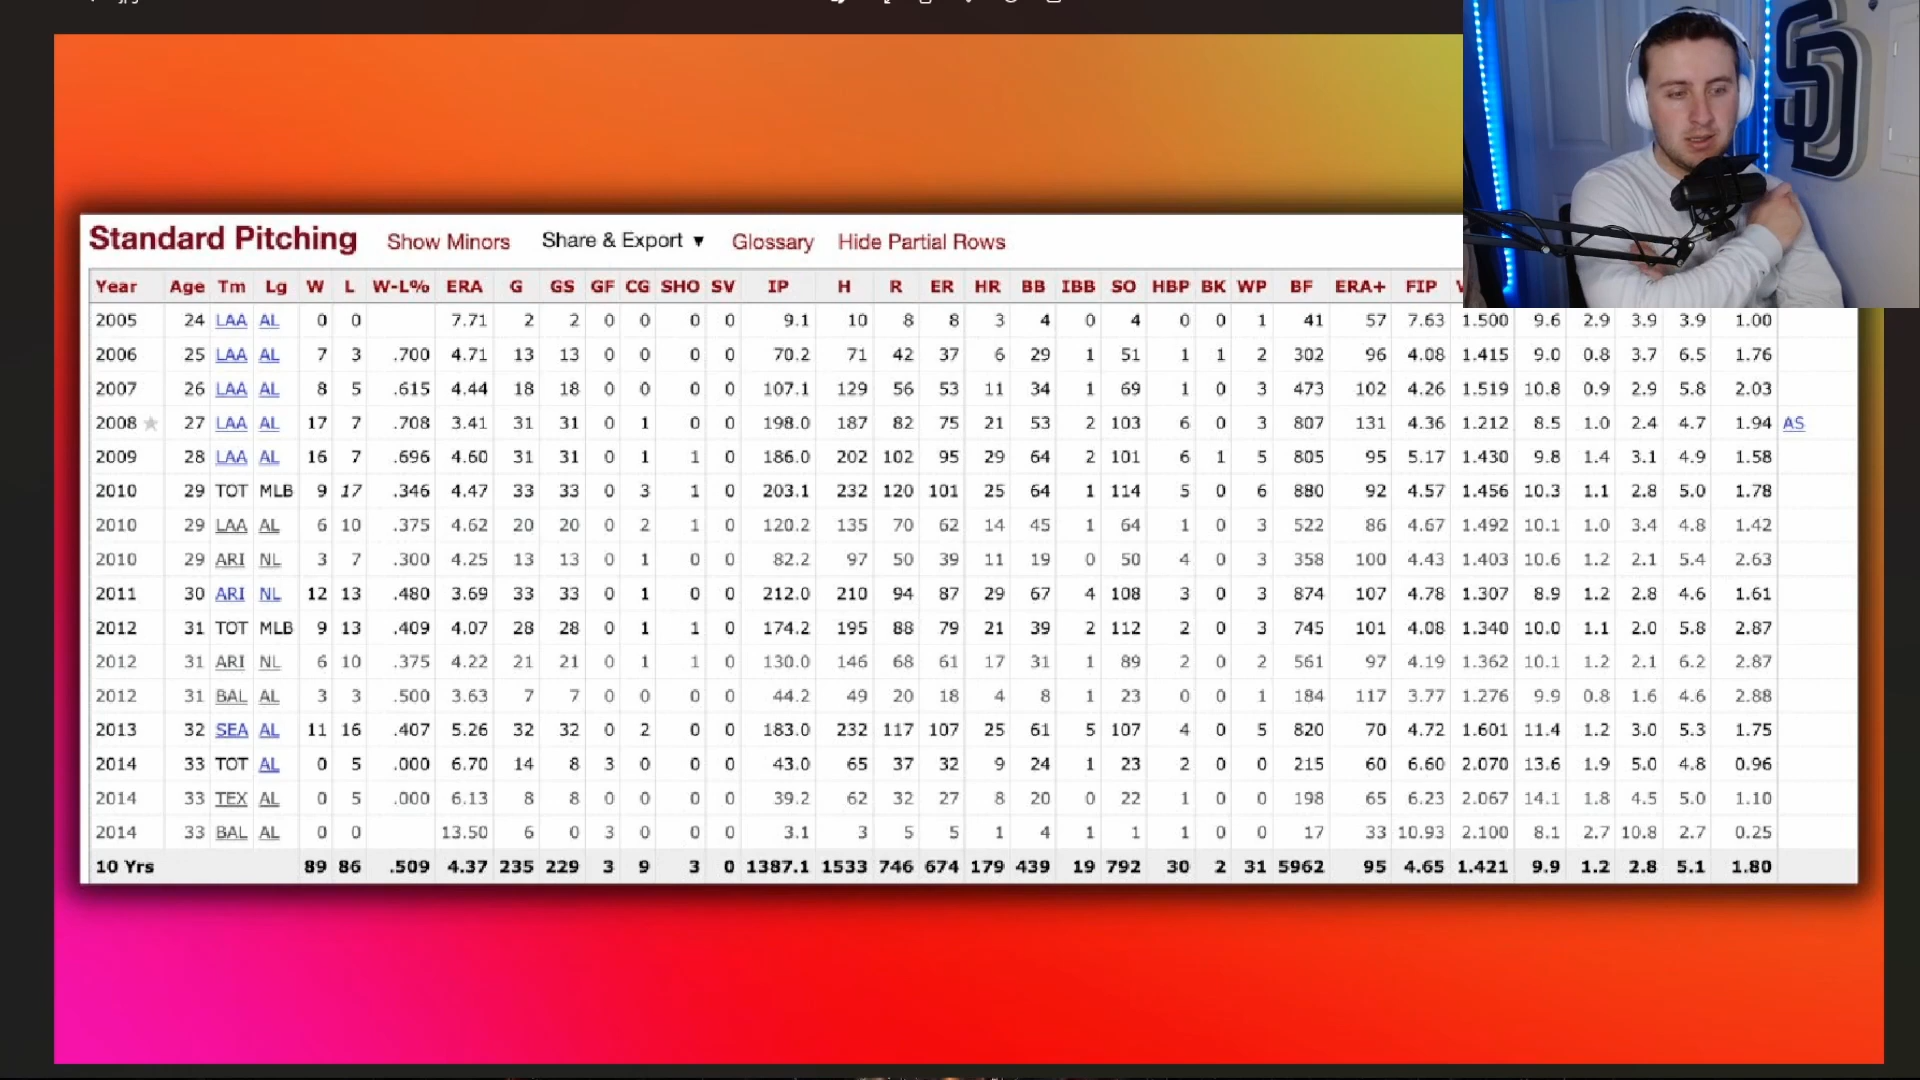 SD
Standard Pitching Show Minors Share & Export ▼ Glossary Hide Partial Rows
Year Age Tm Lg W L W-L% ERA G GS GF CG SHO SV IP H R ER HR BB IBB SO HBP BK WP BF ERA+ FIP
2005 24 LAA AL 0 0 7.71 2 2 0 0 0 0 9.1 10 8 8 3 4 0 4 0 0 1 41 57 7.63 1.500 9.6 2.9 3.9 3.9 1.00
2006 25 LAA AL 7 3 .700 4.71 13 13 0 0 0 0 70.2 71 42 37 6 29 1 51 1 1 2 302 96 4.08 1.415 9.0 0.8 3.7 6.5 1.76
2007 26 LAA AL 8 5 .615 4.44 18 18 0 0 0 0 107.1 129 56 53 11 34 1 69 1 0 3 473 102 4.26 1.519 10.8 0.9 2.9 5.8 2.03
2008 ★ 27 LAA AL 17 7 .708 3.41 31 31 0 1 0 0 198.0 187 82 75 21 53 2 103 6 0 3 807 131 4.36 1.212 8.5 1.0 2.4 4.7 1.94 AS
2009 28 LAA AL 16 7 .696 4.60 31 31 0 1 1 0 186.0 202 102 95 29 64 2 101 6 1 5 805 95 5.17 1.430 9.8 1.4 3.1 4.9 1.58
2010 29 TOT MLB 9 17 .346 4.47 33 33 0 3 1 0 203.1 232 120 101 25 64 1 114 5 0 6 880 92 4.57 1.456 10.3 1.1 2.8 5.0 1.78
2010 29 LAA AL 6 10 .375 4.62 20 20 0 2 1 0 120.2 135 70 62 14 45 1 64 1 0 3 522 86 4.67 1.492 10.1 1.0 3.4 4.8 1.42
2010 29 ARI NL 3 7 .300 4.25 13 13 0 1 0 0 82.2 97 50 39 11 19 0 50 4 0 3 358 100 4.43 1.403 10.6 1.2 2.1 5.4 2.63
2011 30 ARI NL 12 13 .480 3.69 33 33 0 1 0 0 212.0 210 94 87 29 67 4 108 3 0 3 874 107 4.78 1.307 8.9 1.2 2.8 4.6 1.61
2012 31 TOT MLB 9 13 .409 4.07 28 28 0 1 1 0 174.2 195 88 79 21 39 2 112 2 0 3 745 101 4.08 1.340 10.0 1.1 2.0 5.8 2.87
2012 31 ARI NL 6 10 .375 4.22 21 21 0 1 1 0 130.0 146 68 61 17 31 1 89 2 0 2 561 97 4.19 1.362 10.1 1.2 2.1 6.2 2.87
2012 31 BAL AL 3 3 .500 3.63 7 7 0 0 0 0 44.2 49 20 18 4 8 1 23 0 0 1 184 117 3.77 1.276 9.9 0.8 1.6 4.6 2.88
2013 32 SEA AL 11 16 .407 5.26 32 32 0 2 0 0 183.0 232 117 107 25 61 5 107 4 0 5 820 70 4.72 1.601 11.4 1.2 3.0 5.3 1.75
2014 33 TOT AL 0 5 .000 6.70 14 8 3 0 0 0 43.0 65 37 32 9 24 1 23 2 0 0 215 60 6.60 2.070 13.6 1.9 5.0 4.8 0.96
2014 33 TEX AL 0 5 .000 6.13 8 8 0 0 0 0 39.2 62 32 27 8 20 0 22 1 0 0 198 65 6.23 2.067 14.1 1.8 4.5 5.0 1.10
2014 33 BAL AL 0 0 13.50 6 0 3 0 0 0 3.1 3 5 5 1 4 1 1 1 0 0 17 33 10.93 2.100 8.1 2.7 10.8 2.7 0.25
10 Yrs 89 86 .509 4.37 235 229 3 9 3 0 1387.1 1533 746 674 179 439 19 792 30 2 31 5962 95 4.65 1.421 9.9 1.2 2.8 5.1 1.80